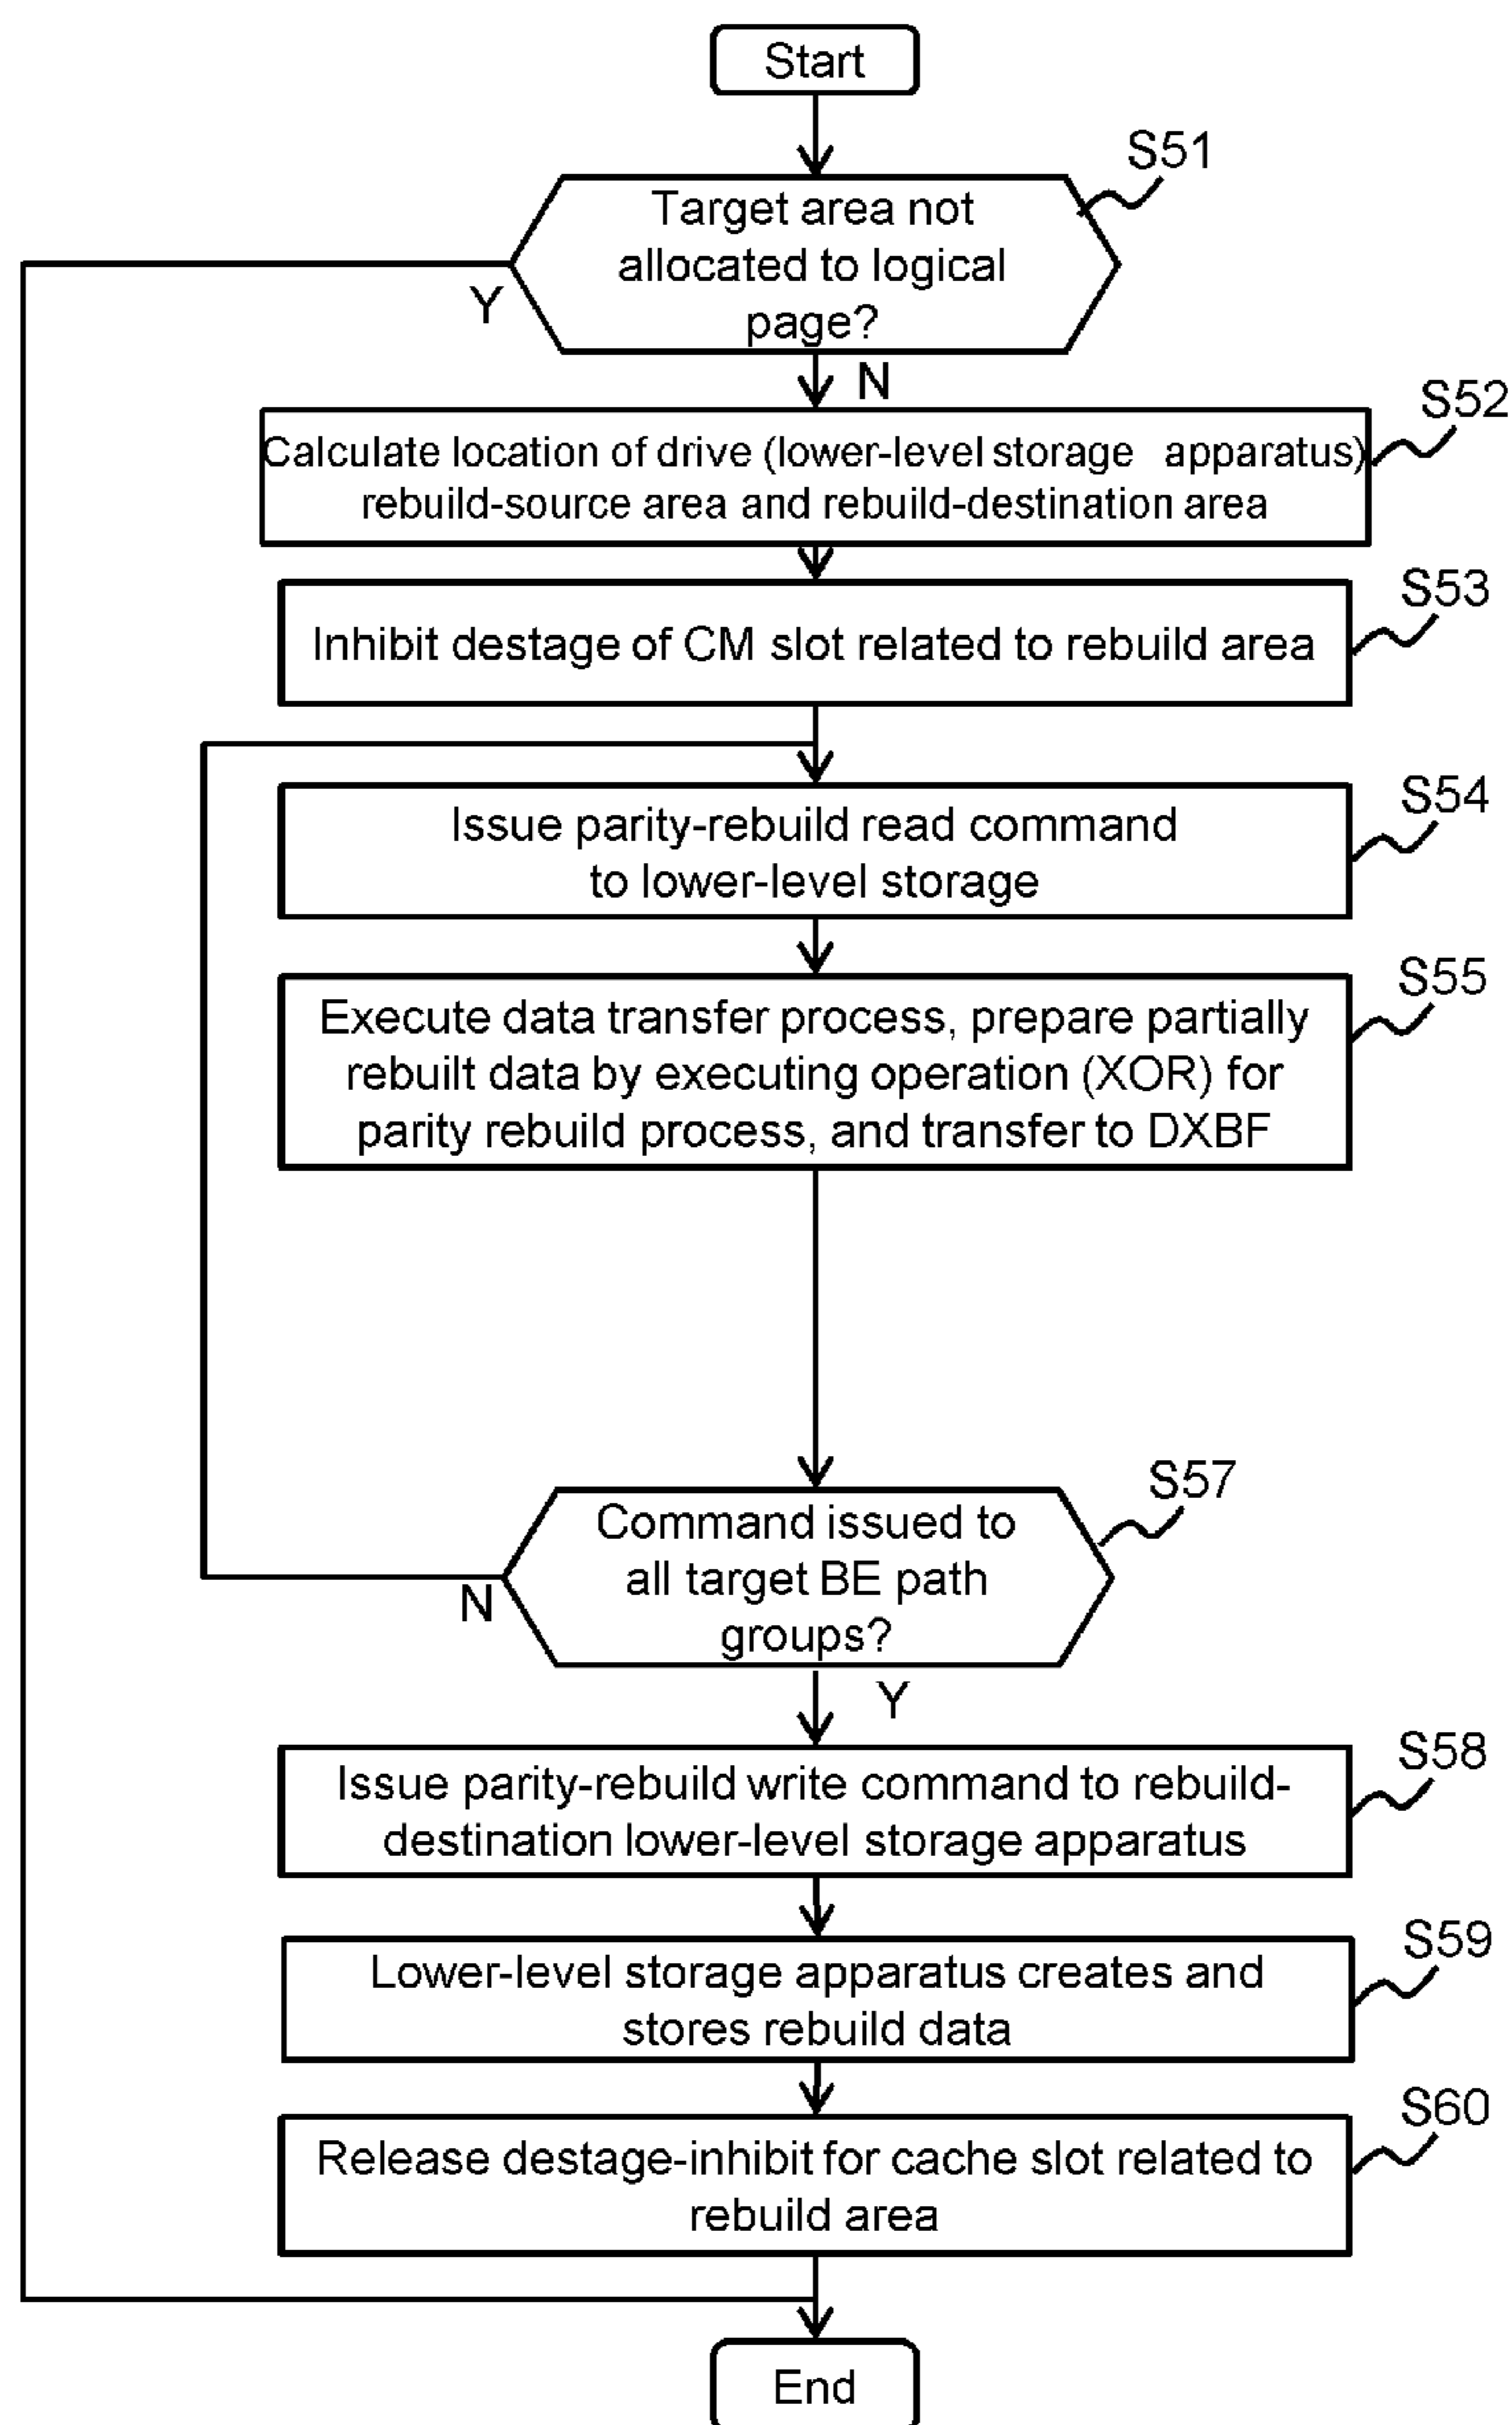 Start
S51
Target area not
allocated to logical
page?
Y
N
S52
Calculate location of drive (lower-level storage apparatus)
rebuild-source area and rebuild-destination area
S53
Inhibit destage of CM slot related to rebuild area
S54
Issue parity-rebuild read command
to lower-level storage
S55
Execute data transfer process, prepare partially
rebuilt data by executing operation (XOR) for
parity rebuild process, and transfer to DXBF
S57
Command issued to
all target BE path
groups?
N
Y
S58
Issue parity-rebuild write command to rebuild-
destination lower-level storage apparatus
S59
Lower-level storage apparatus creates and
stores rebuild data
S60
Release destage-inhibit for cache slot related to
rebuild area
End